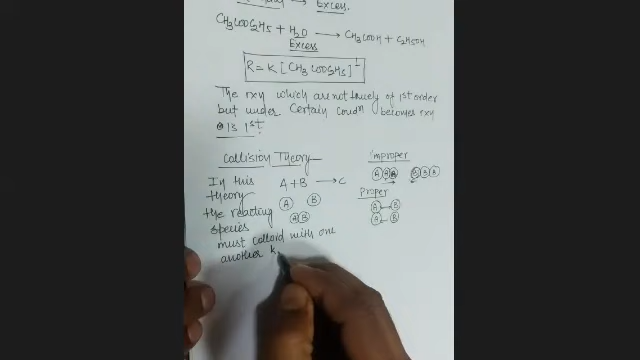 Excess.
CH3COOC2H5 + H2O → CH3COOH + C2H5OH
Excess
R = K [CH3COOC2H5]¹
The rxn which are not truely of 1st order
but under Certain condn becomes rxn
is 1st.
Collision Theory
In this
theory
the reacting
species
must colloid with one
another
A + B → C
A B
AB
Improper
A A A A B B
Proper
A B
A B